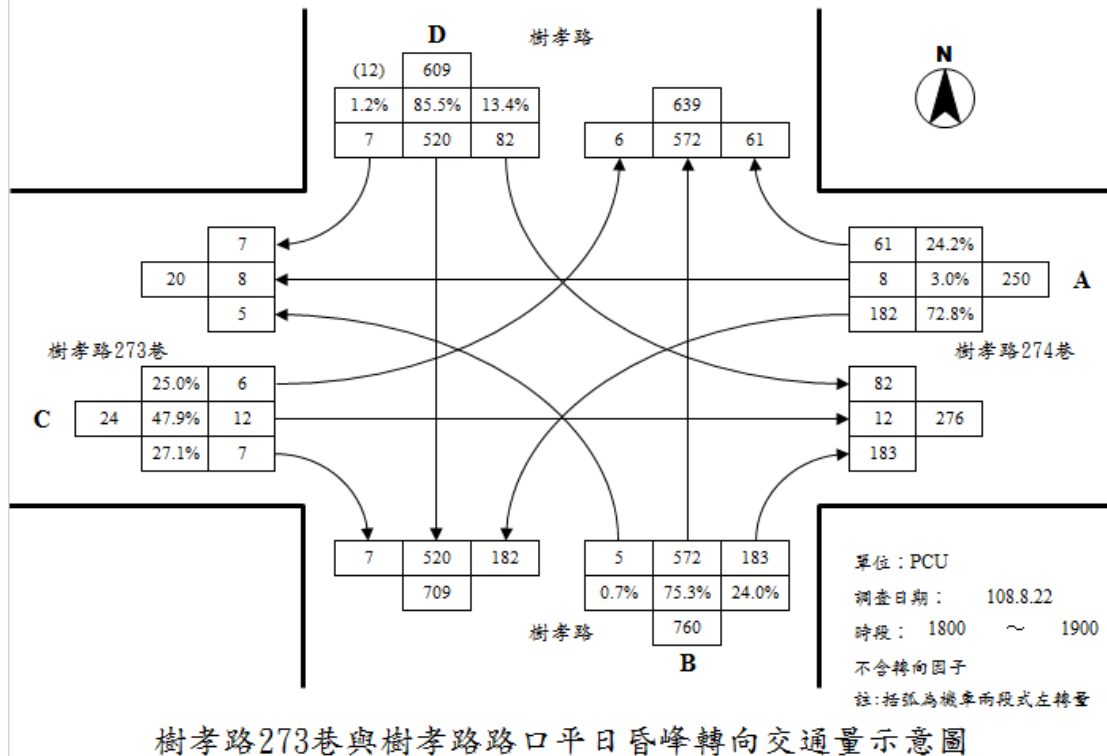 D 樹孝路
(12) 609
1.2% 85.5% 13.4%
7 520 82
639
6 572 61
N
7
20 8
5
61 24.2%
8 3.0% 250 A
182 72.8%
樹孝路273巷
樹孝路274巷
25.0% 6
C 24 47.9% 12
27.1% 7
82
12 276
183
7 520 182
709
5 572 183
0.7% 75.3% 24.0%
760
樹孝路
B
單位：PCU
調查日期： 108.8.22
時段： 1800 ～ 1900
不含轉向因子
註:括弧為機車兩段式左轉量
樹孝路273巷與樹孝路路口平日昏峰轉向交通量示意圖